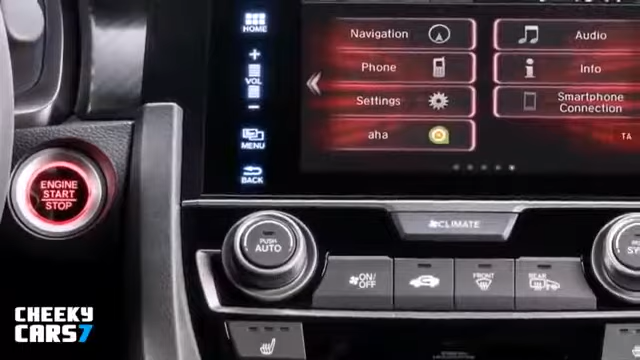 HOME
Navigation
Audio
+
VOL
-
Phone
Info
Settings
Smartphone
Connection
aha
TA
MENU
BACK
ENGINE
START
STOP
CLIMATE
PUSH
AUTO
ON/
OFF
FRONT
REAR
CHEEKY
CARS7